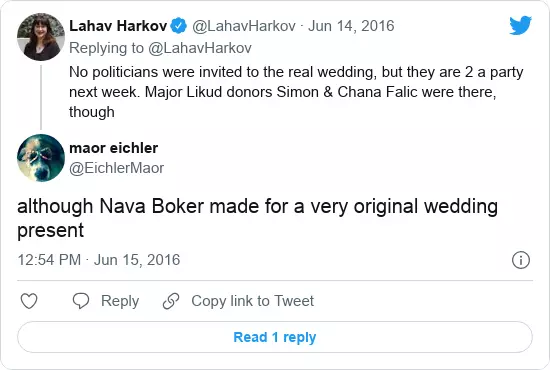 Lahav Harkov @LahavHarkov · Jun 14, 2016
Replying to @LahavHarkov
No politicians were invited to the real wedding, but they are 2 a party
next week. Major Likud donors Simon & Chana Falic were there,
though
maor eichler
@EichlerMaor
although Nava Boker made for a very original wedding
present
12:54 PM · Jun 15, 2016
Reply Copy link to Tweet
Read 1 reply